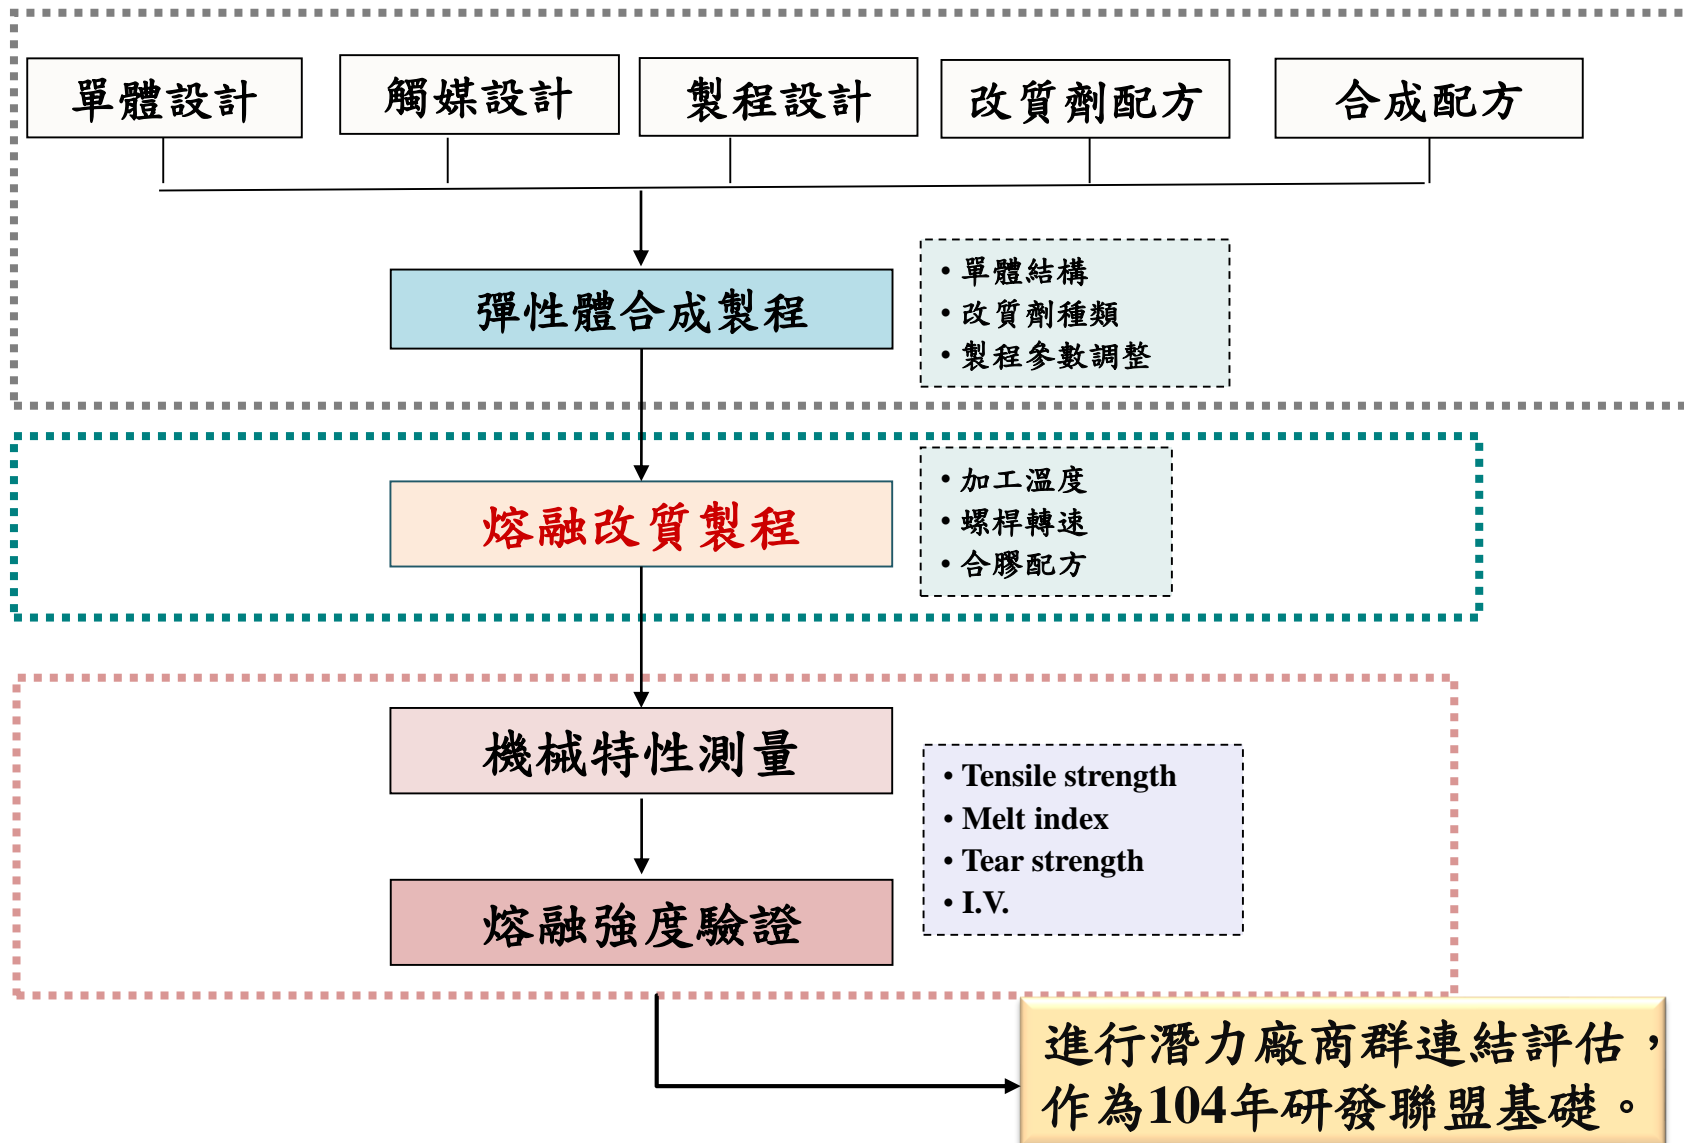 單體設計
觸媒設計
製程設計
改質劑配方
合成配方
彈性體合成製程
• 單體結構
• 改質劑種類
• 製程參數調整
熔融改質製程
• 加工溫度
• 螺桿轉速
• 合膠配方
機械特性測量
• Tensile strength
• Melt index
• Tear strength
• I.V.
熔融強度驗證
進行潛力廠商群連結評估，
作為104年研發聯盟基礎。